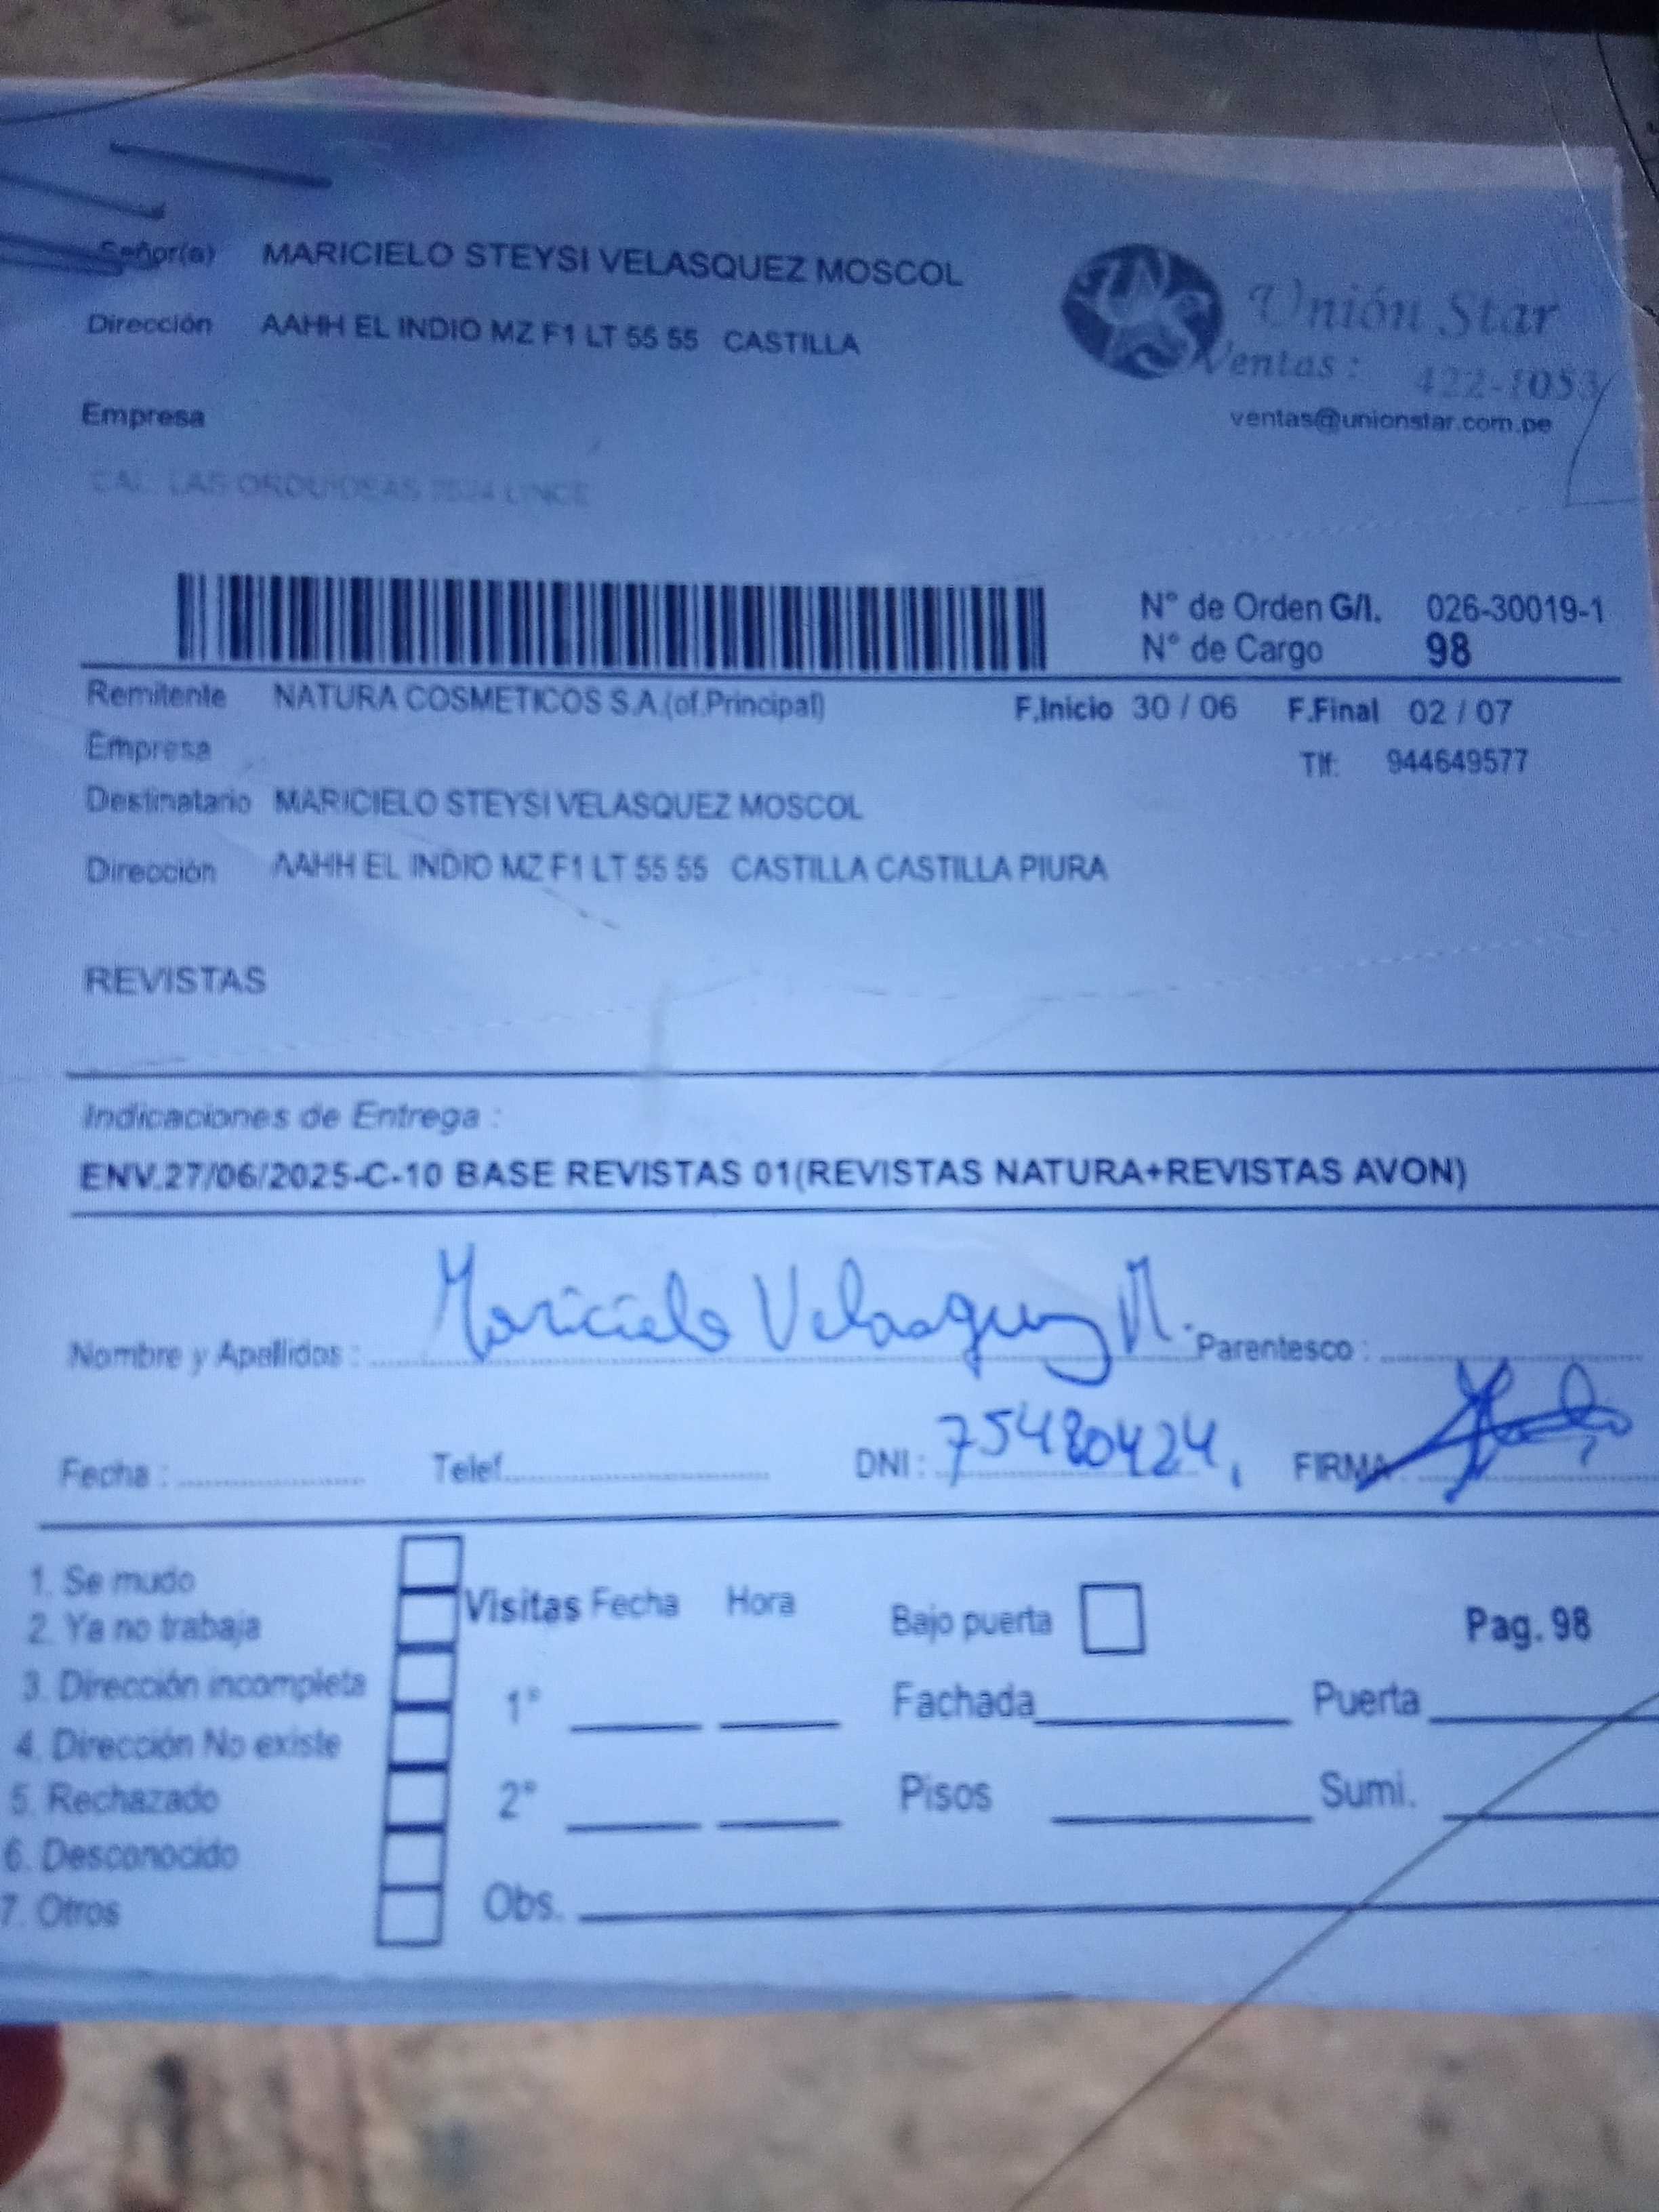 Señor(a) MARICIELO STEYSI VELASQUEZ MOSCOL
Dirección AAHH EL INDIO MZ F1 LT 55 55 CASTILLA
Unión Star
Ventas : 422-1053
ventas@unionstar.com.pe
Empresa
CAL. LAS ORQUIDEAS LINCE
N° de Orden G/I. 026-30019-1
N° de Cargo 98
Remitente NATURA COSMETICOS S.A.(of.Principal) F.Inicio 30 / 06 F.Final 02 / 07
Empresa Tlf: 944649577
Destinatario MARICIELO STEYSI VELASQUEZ MOSCOL
Dirección AAHH EL INDIO MZ F1 LT 55 55 CASTILLA CASTILLA PIURA
REVISTAS
Indicaciones de Entrega :
ENV.27/06/2025-C-10 BASE REVISTAS 01(REVISTAS NATURA+REVISTAS AVON)
Nombre y Apellidos : Maricielo Velasquez M. Parentesco :
Fecha : Telef. DNI : 75480424, FIRMA
1. Se mudo
2. Ya no trabaja
3. Dirección incompleta
4. Dirección No existe
5. Rechazado
6. Desconocido
7. Otros
Visitas Fecha Hora
1°
2°
Obs.
Bajo puerta Pag. 98
Fachada Puerta
Pisos Sumi.